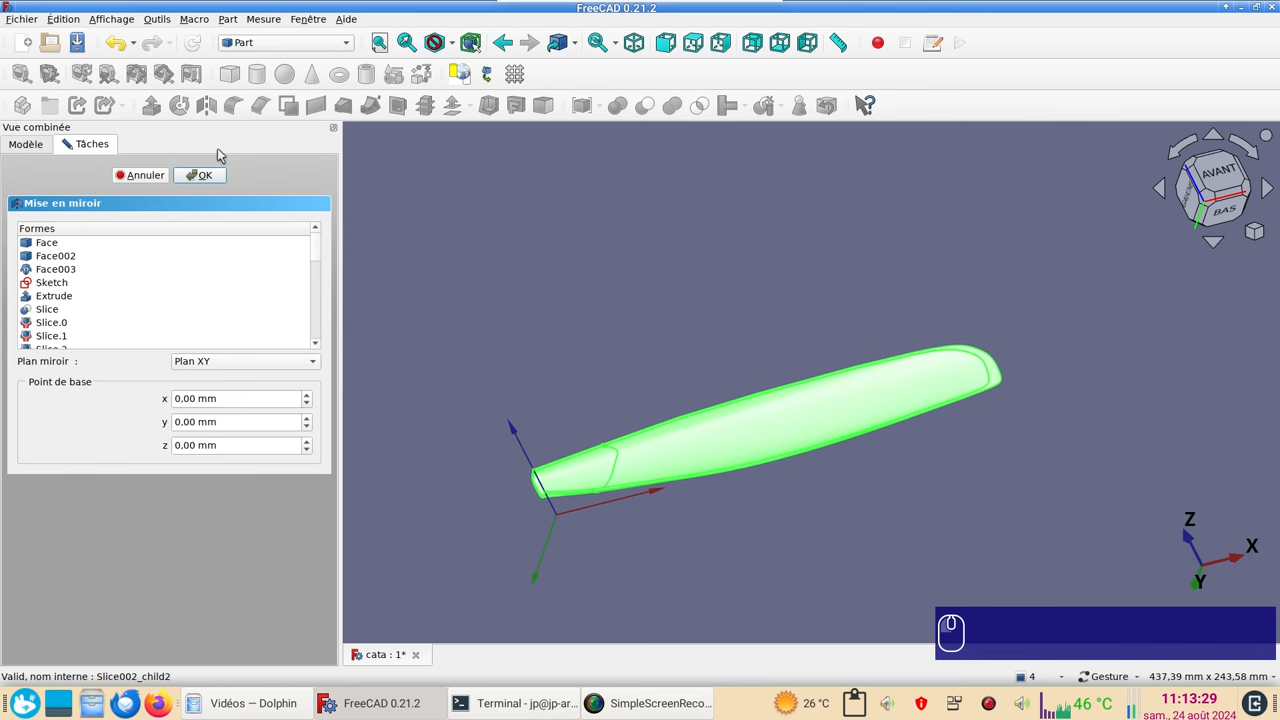 FreeCAD 0.21.2
Fichier Édition Affichage Outils Macro Part Mesure Fenêtre Aide
Part
Vue combinée
Modèle Tâches
Annuler OK
Mise en miroir
Formes
Face
Face002
Face003
Sketch
Extrude
Slice
Slice.0
Slice.1
Plan miroir : Plan XY
Point de base
x 0,00 mm
y 0,00 mm
z 0,00 mm
AVANT
BAS
Z
X
Y
cata : 1*
Valid, nom interne : Slice002_child2 4 Gesture 437,39 mm x 243,58 mm
Vidéos — Dolphin FreeCAD 0.21.2 Terminal - jp@jp-ar... SimpleScreenReco... 26 °C 46 °C 11:13:29
sam., 24 août 2024